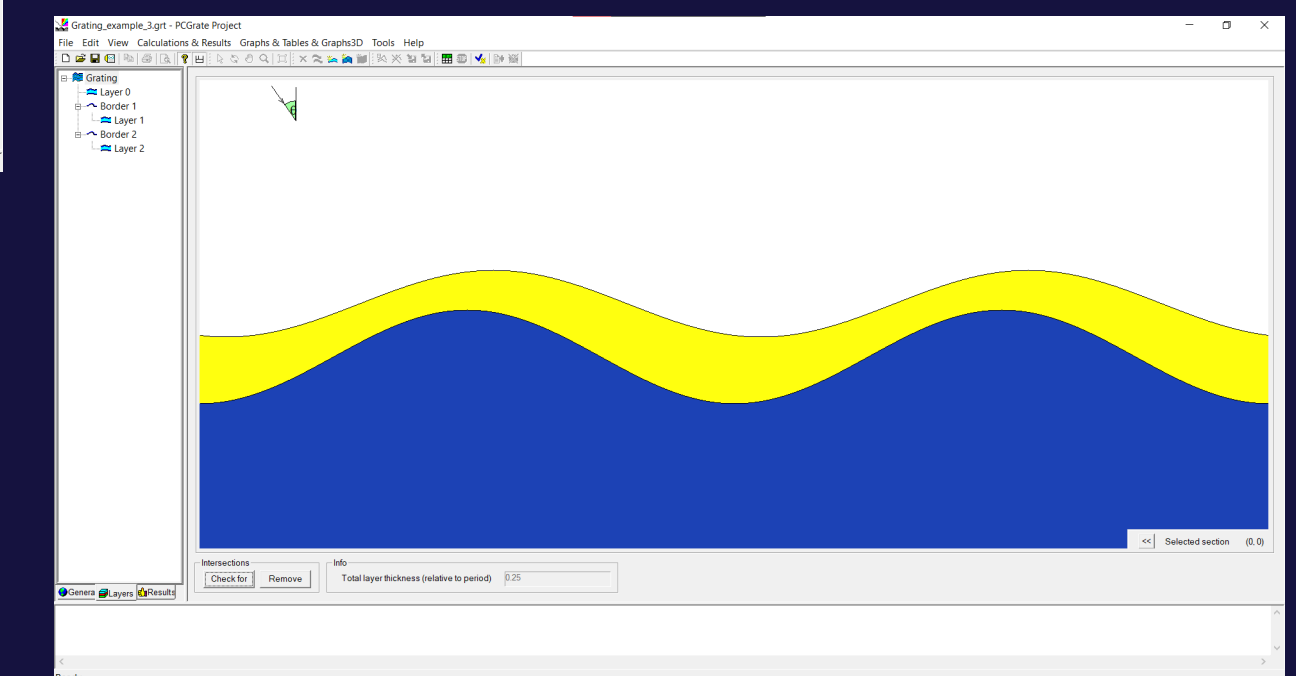 Grating_example_3.grt - PCGrate Project
File Edit View Calculations & Results Graphs & Tables & Graphs3D Tools Help
Grating
Layer 0
Border 1
Layer 1
Border 2
Layer 2
<< Selected section (0, 0)
Intersections
Check for Remove
Info
Total layer thickness (relative to period) 0.25
Genera Layers Results